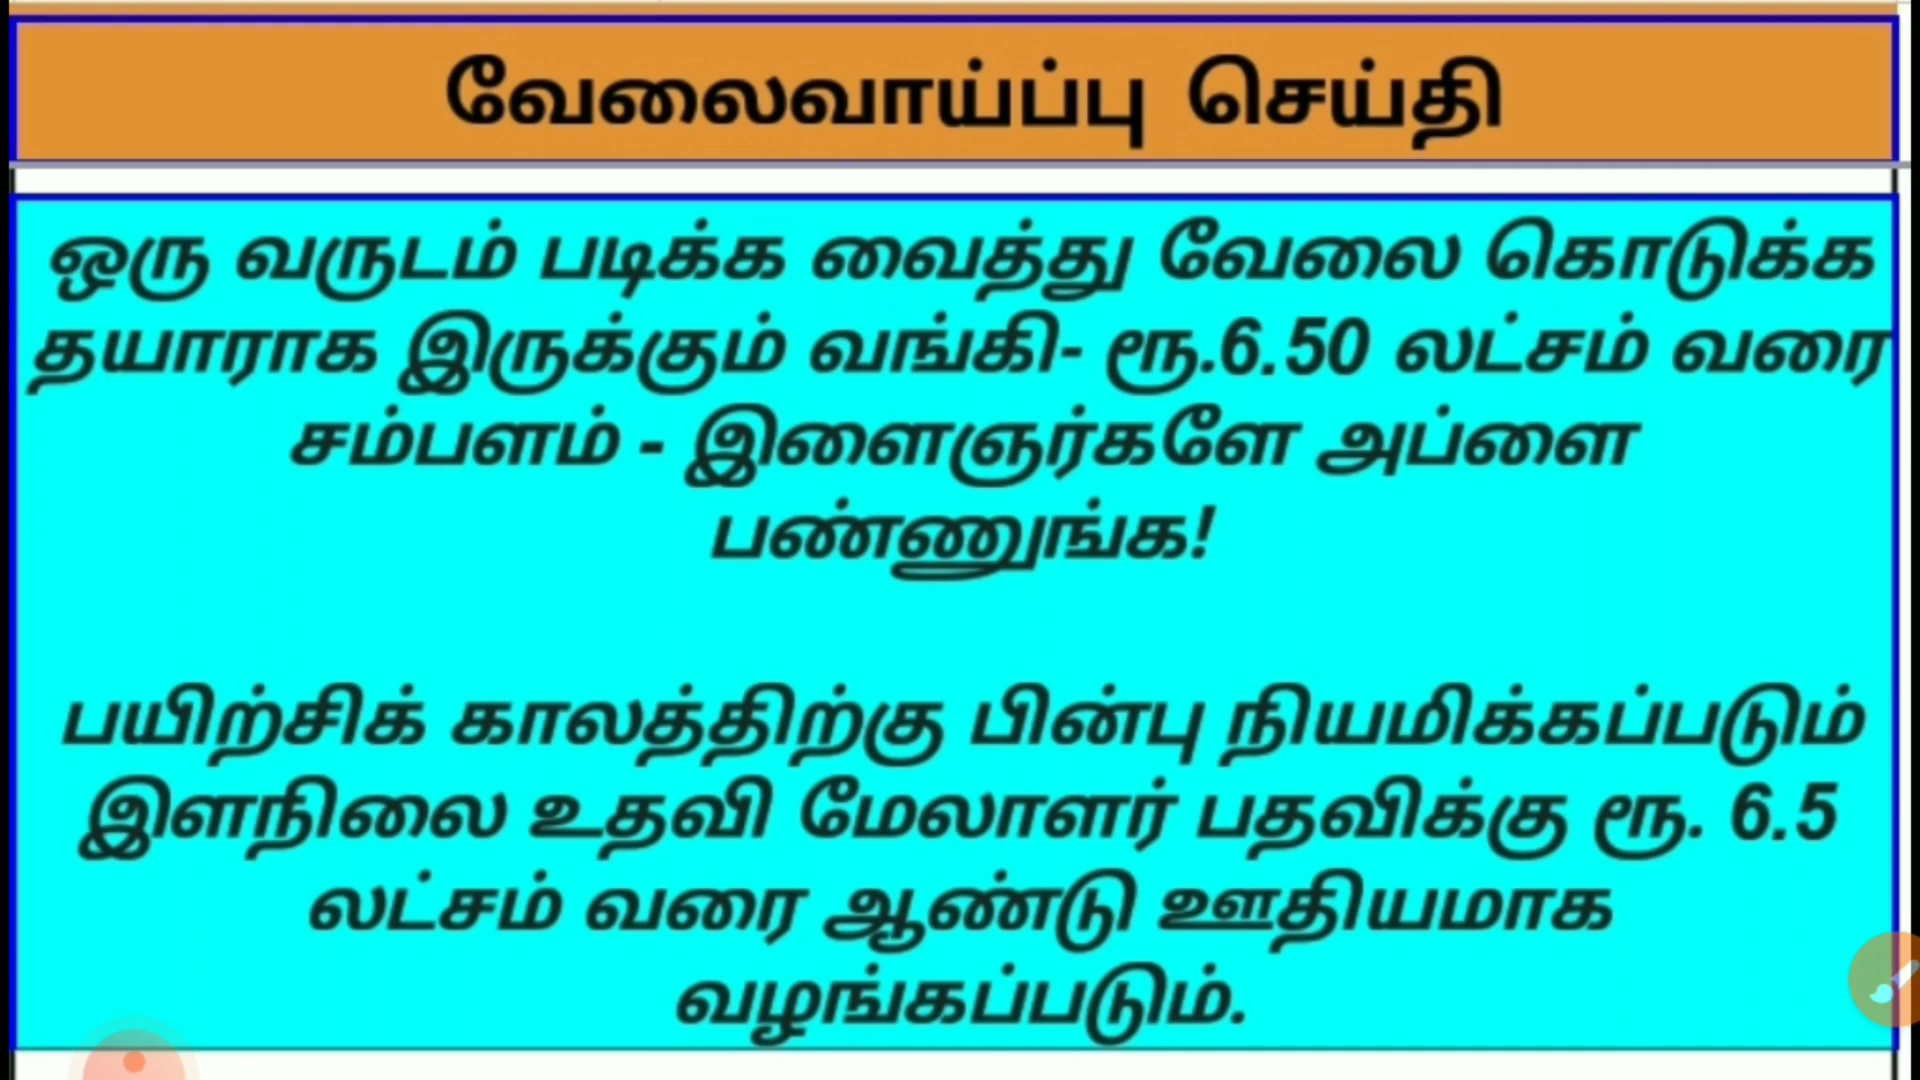 வேலைவாய்ப்பு செய்தி
ஒரு வருடம் படிக்க வைத்து வேலை கொடுக்க
தயாராக இருக்கும் வங்கி- ரூ.6.50 லட்சம் வரை
சம்பளம் - இளைஞர்களே அப்ளை
பண்ணுங்க!
பயிற்சிக் காலத்திற்கு பின்பு நியமிக்கப்படும்
இளநிலை உதவி மேலாளர் பதவிக்கு ரூ. 6.5
லட்சம் வரை ஆண்டு ஊதியமாக
வழங்கப்படும்.